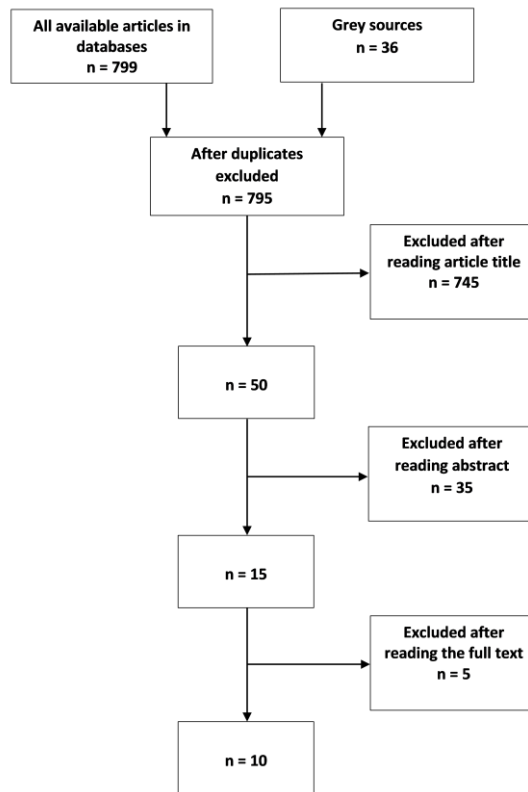 All available articles in
databases
n = 799
Grey sources
n = 36
After duplicates
excluded
n = 795
Excluded after
reading article title
n = 745
n = 50
Excluded after
reading abstract
n = 35
n = 15
Excluded after
reading the full text
n = 5
n = 10